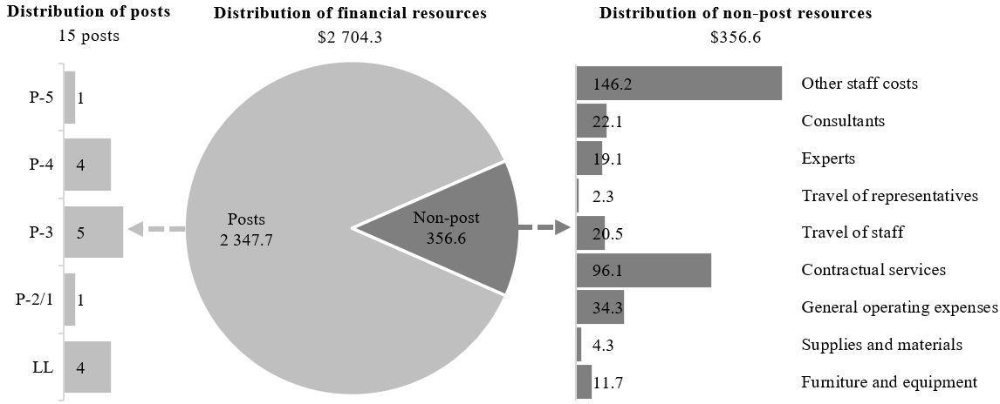 Distribution of posts
15 posts
P-5
1
P-4
4
P-3
5
P-2/1
1
LL
4
Distribution of financial resources
$2 704.3
Posts
2 347.7
Non-post
356.6
Distribution of non-post resources
$356.6
146.2 Other staff costs
22.1 Consultants
19.1 Experts
2.3 Travel of representatives
20.5 Travel of staff
96.1 Contractual services
34.3 General operating expenses
4.3 Supplies and materials
11.7 Furniture and equipment